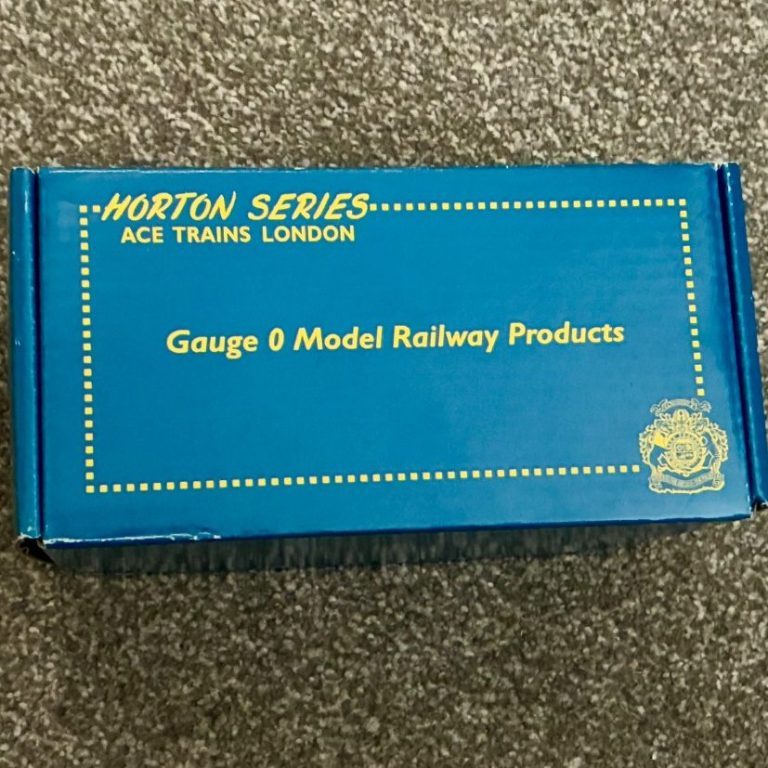 HORTON SERIES
ACE TRAINS LONDON
Gauge 0 Model Railway Products